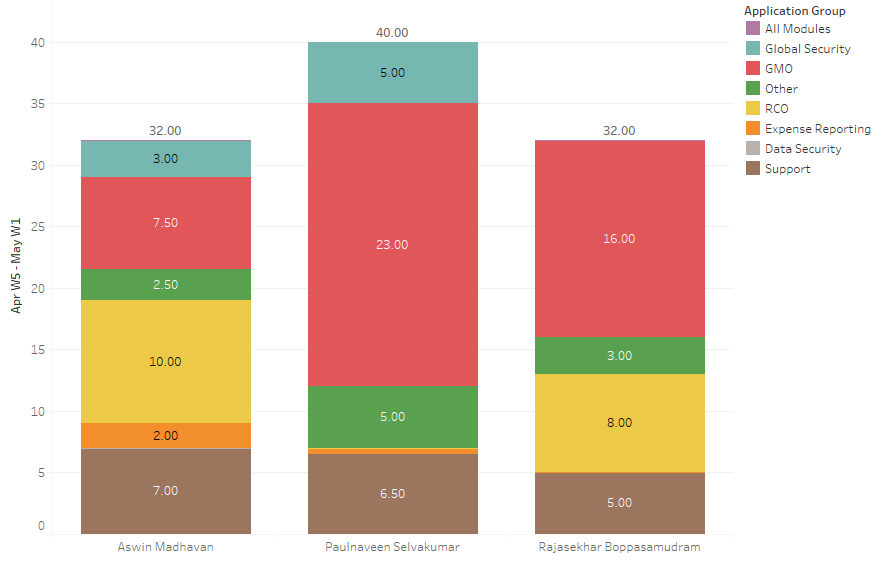 Application Group
All Modules
Global Security
GMO
Other
RCO
Expense Reporting
Data Security
Support
Apr W5 - May W1
40
35
30
25
20
15
10
5
0
32.00
3.00
7.50
2.50
10.00
2.00
7.00
40.00
5.00
23.00
5.00
6.50
32.00
16.00
3.00
8.00
5.00
Aswin Madhavan
Paulnaveen Selvakumar
Rajasekhar Boppasamudram